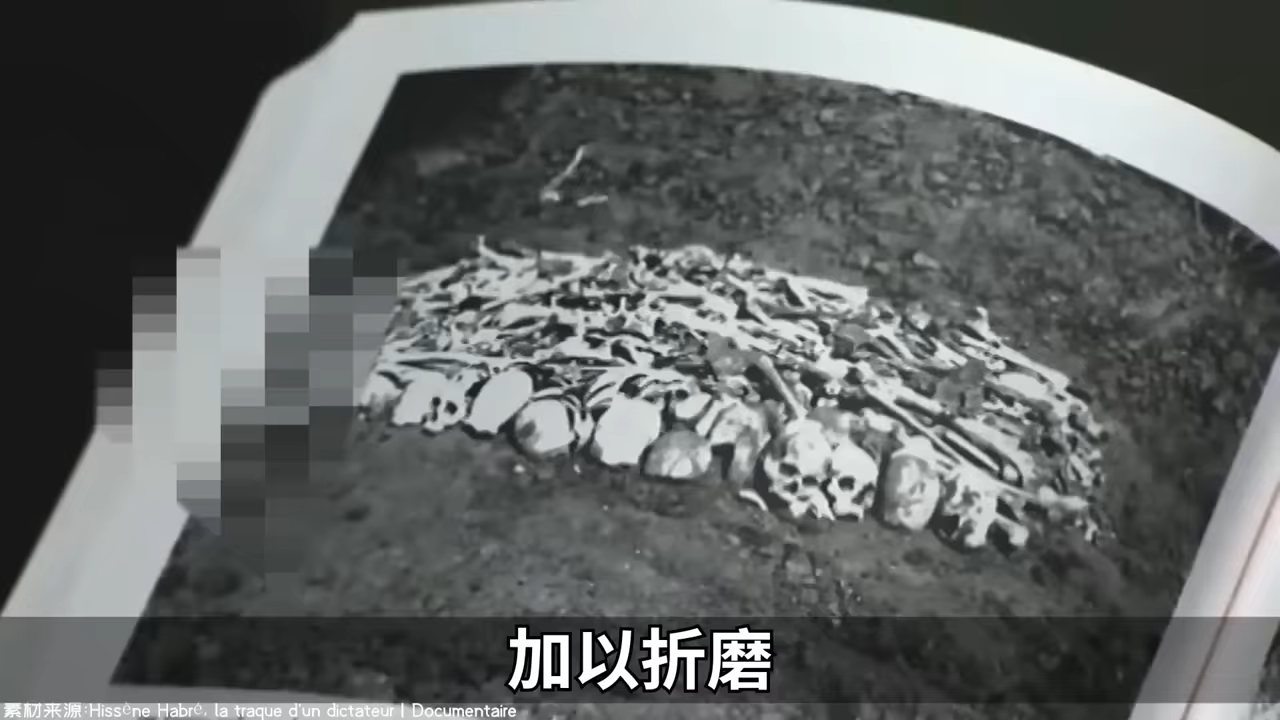 加以折磨
素材来源:Hissène Habré, la traque d'un dictateur | Documentaire